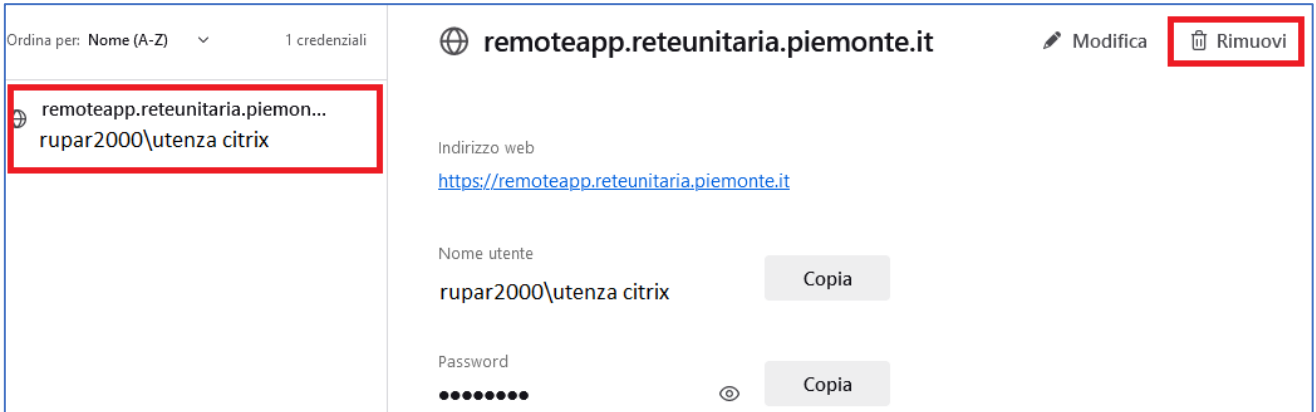 Ordina per: Nome (A-Z)
1 credenziali
remoteapp.reteunitaria.piemon...
rupar2000\utenza citrix
remoteapp.reteunitaria.piemonte.it
Modifica
Rimuovi
Indirizzo web
https://remoteapp.reteunitaria.piemonte.it
Nome utente
rupar2000\utenza citrix
Copia
Password
●●●●●●●●
Copia